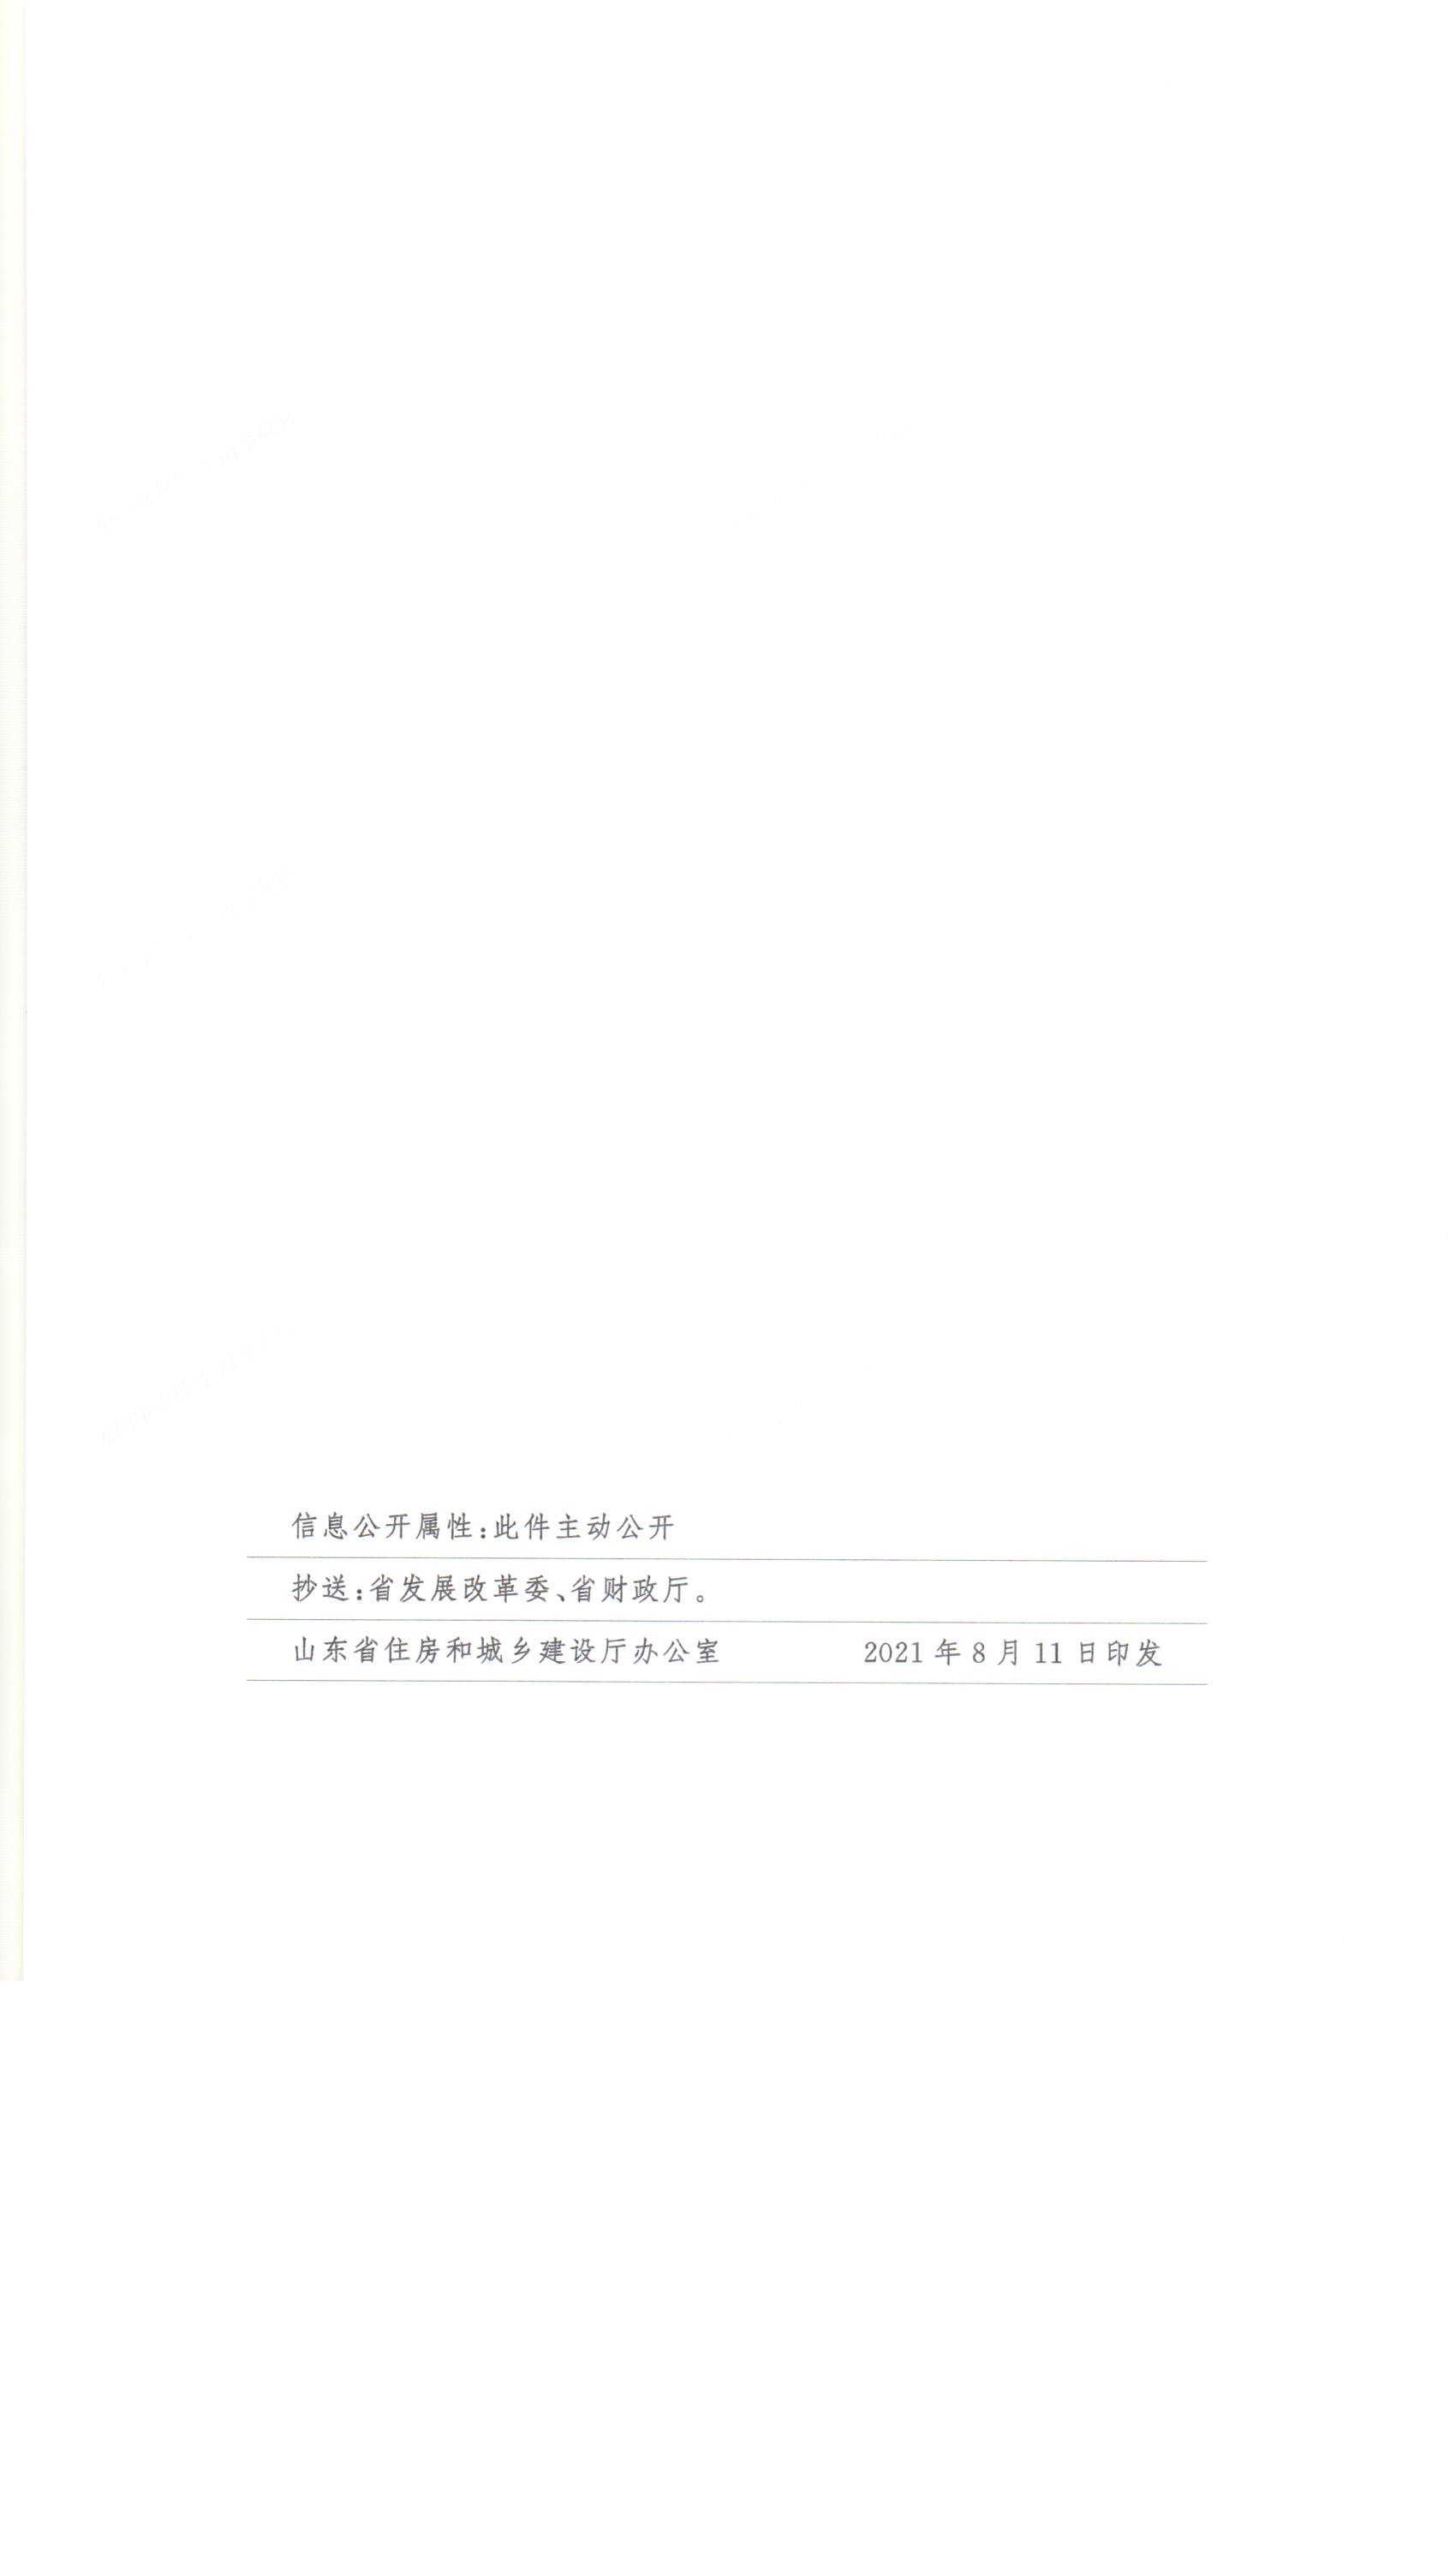 信息公开属性:此件主动公开
抄送:省发展改革委、省财政厅。
山东省住房和城乡建设厅办公室 2021年8月11日印发